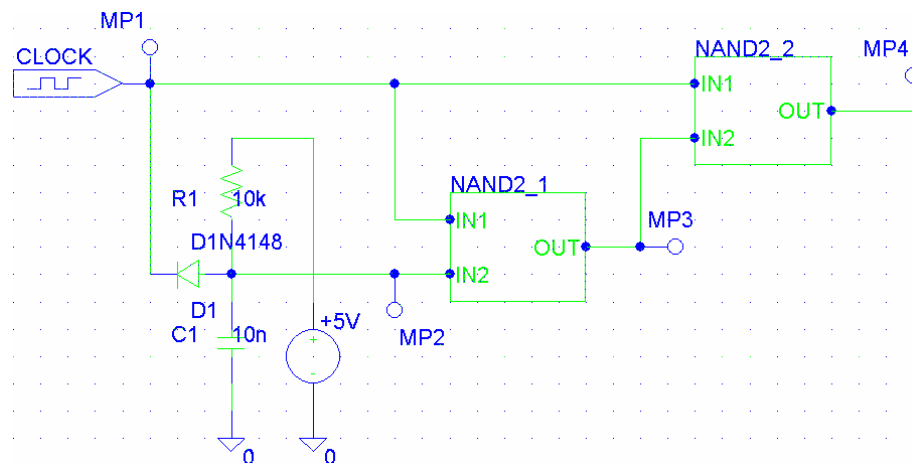 MP1
CLOCK
NAND2_2
MP4
IN1
OUT
IN2
R1 10k
NAND2_1
D1N4148
IN1
OUT
MP3
IN2
D1
C1 10n
+5V
MP2
+
-
0
0